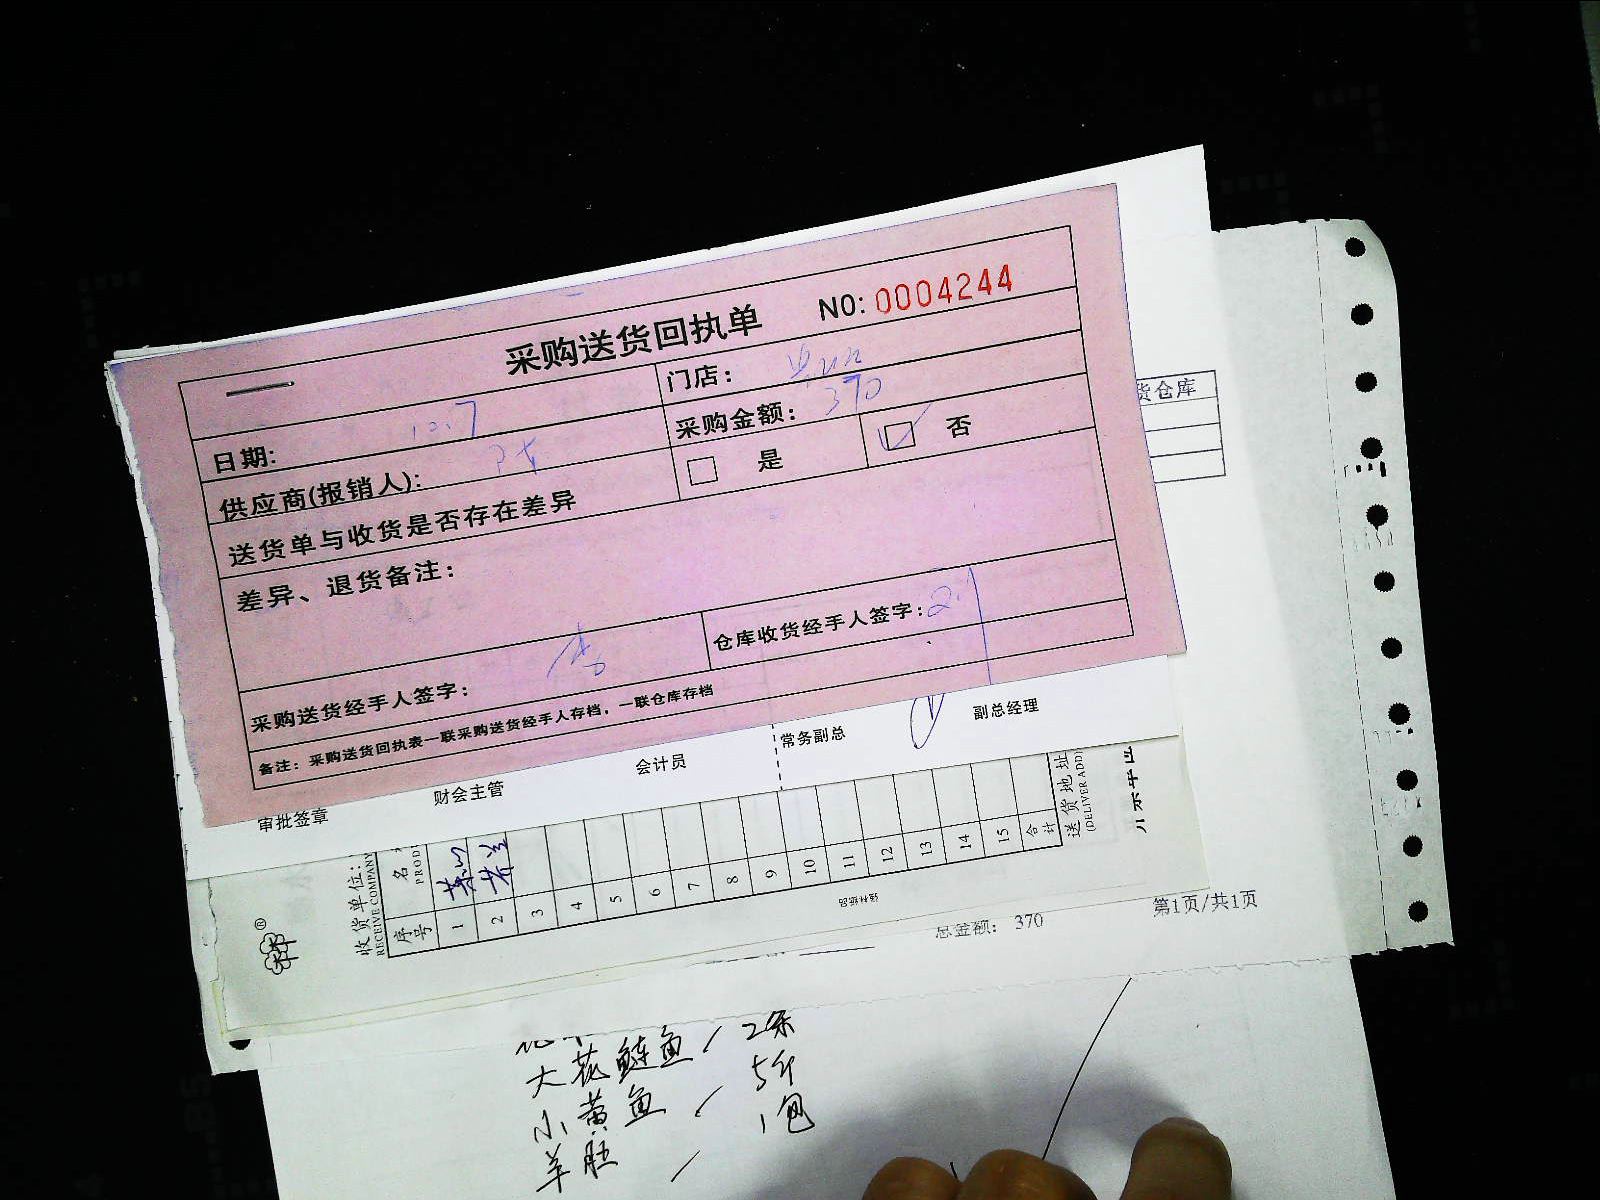 采购送货回执单
NO: 0004244
日期: 10.7
门店:
供应商(报销人):
采购金额: 370
送货单与收货是否存在差异
是
否
差异、退货备注:
采购送货经手人签字:
仓库收货经手人签字:
备注: 采购送货回执表一联采购送货经手人存档, 一联仓库存档
货仓库
审批签章
财会主管
会计员
常务副总
副总经理
收货单位:
RECEIVE COMPANY
序号
名
PROD
1
2
3
4
5
6
7
8
9
10
11
12
13
14
15
合计
送货地址
(DELIVER ADD
总金额: 370
第1页/共1页
大花鲢鱼 / 2条
小黄鱼 / 5斤
羊肚 / 1包